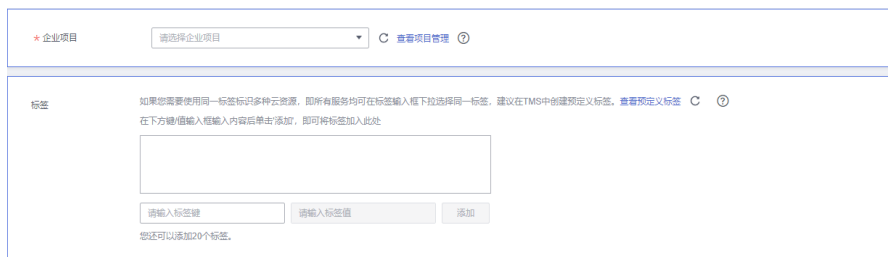 * 企业项目 请选择企业项目 查看项目管理 ?
标签 如果您需要使用同一标签标识多种云资源，即所有服务均可在标签输入框下拉选择同一标签，建议在TMS中创建预定义标签。查看预定义标签 ?
在下方键/值输入框输入内容后单击'添加'，即可将标签加入此处
请输入标签键 请输入标签值 添加
您还可以添加20个标签。